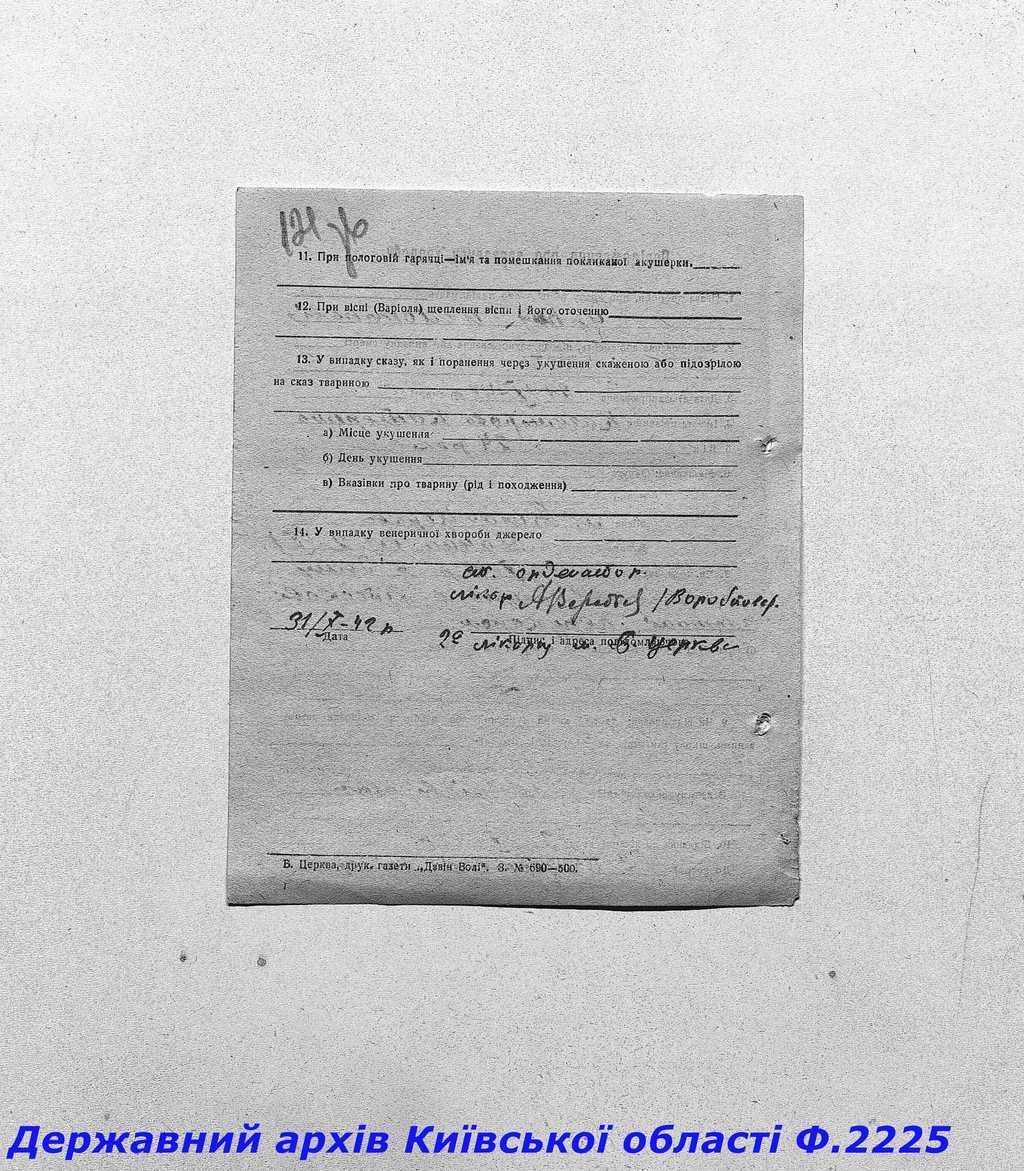 11. При пологовій гарячці—ім'я та помешкання покликаної акушерки.
12. При віспі (Варіоля) щеплення віспи і його оточенню
13. У випадку сказу, як і поранення через укушення скаженою або підозрілою
на сказ твариною
а) Місце укушення
б) День укушення
в) Вказівки про тварину (рід і походження)
14. У випадку венеричної хвороби джерело
ст. ординатор
лікар
31/X-42 р
Дата
Підпис і адреса
2е лікарні м. Б Церква
Б. Церква, друк. газети „Дзвін Волі". З. № 690—500.
Державний архів Київської області Ф.2225